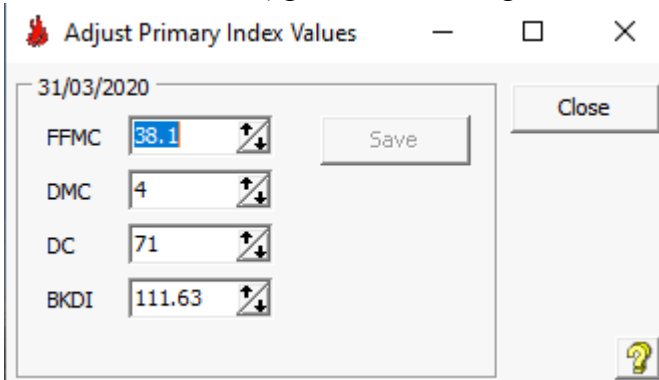 Adjust Primary Index Values
31/03/2020
Close
FFMC 38.1 Save
DMC 4
DC 71
BKDI 111.63
?